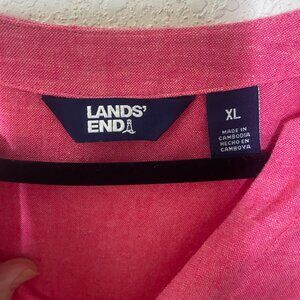 LANDS'
END
XL
MADE IN
CAMBODIA
HECHO EN
CAMBOYA